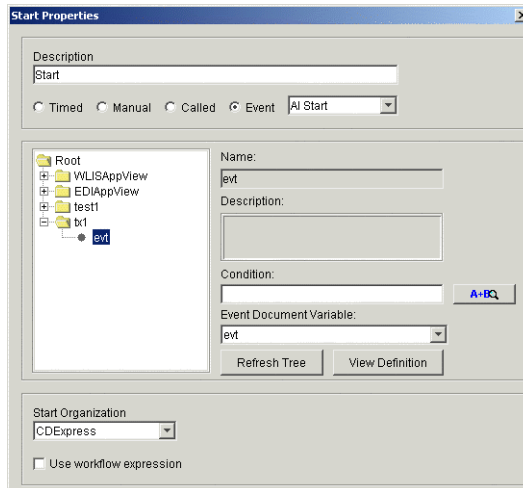 Start Properties
Description
Start
Timed Manual Called Event AI Start
Root
WLISAppView
EDIAppView
test1
tx1
evt
Name:
evt
Description:
Condition:
A+B
Event Document Variable:
evt
Refresh Tree View Definition
Start Organization
CDExpress
Use workflow expression